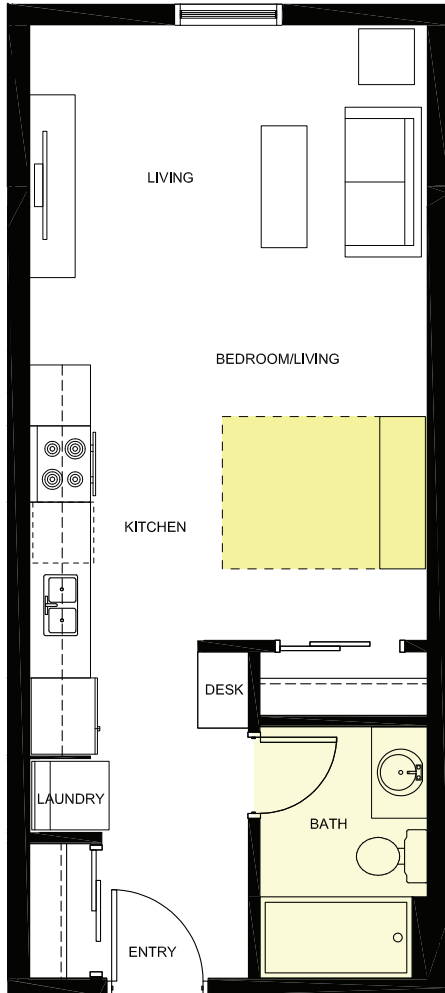 LIVING
BEDROOM/LIVING
KITCHEN
DESK
LAUNDRY
BATH
ENTRY